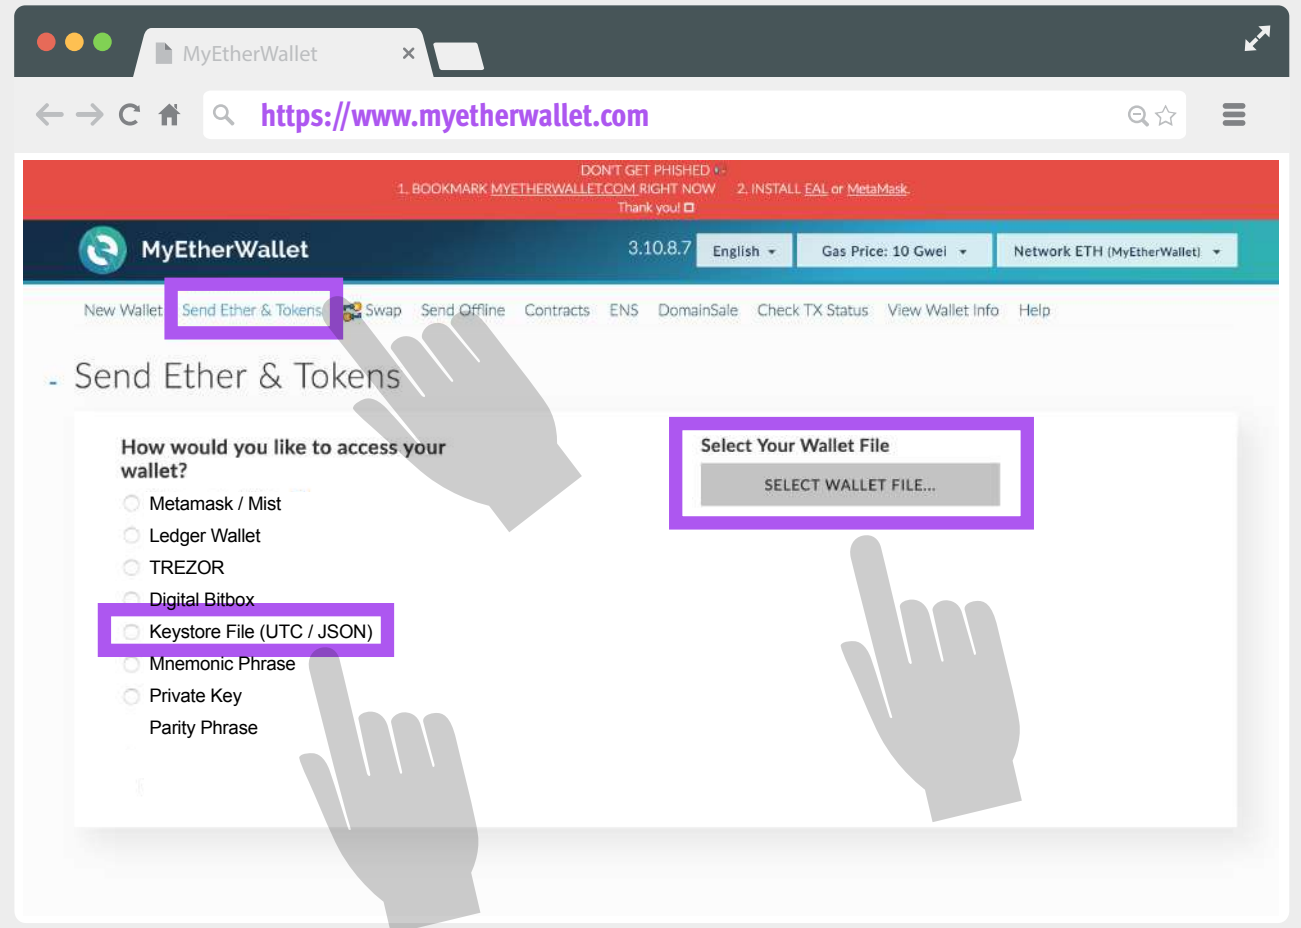 MyEtherWallet
https://www.myetherwallet.com
DON'T GET PHISHED
1. BOOKMARK MYETHERWALLET.COM RIGHT NOW 2. INSTALL EAL or MetaMask.
Thank you!
MyEtherWallet 3.10.8.7 English Gas Price: 10 Gwei Network ETH (MyEtherWallet)
New Wallet Send Ether & Tokens Swap Send Offline Contracts ENS DomainSale Check TX Status View Wallet Info Help
- Send Ether & Tokens
How would you like to access your
wallet?
Metamask / Mist
Ledger Wallet
TREZOR
Digital Bitbox
Keystore File (UTC / JSON)
Mnemonic Phrase
Private Key
Parity Phrase
Select Your Wallet File
SELECT WALLET FILE...